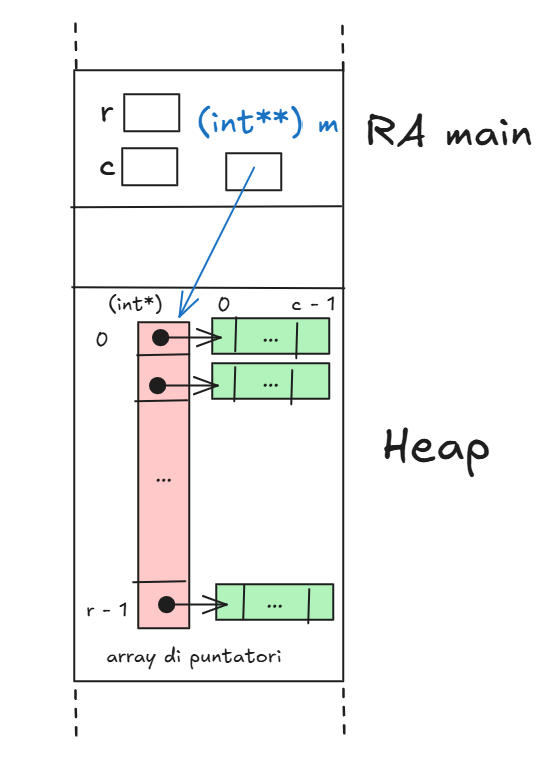 r
(int**) m
RA main
c
(int*)
0
c - 1
0
...
...
...
Heap
r - 1
...
array di puntatori